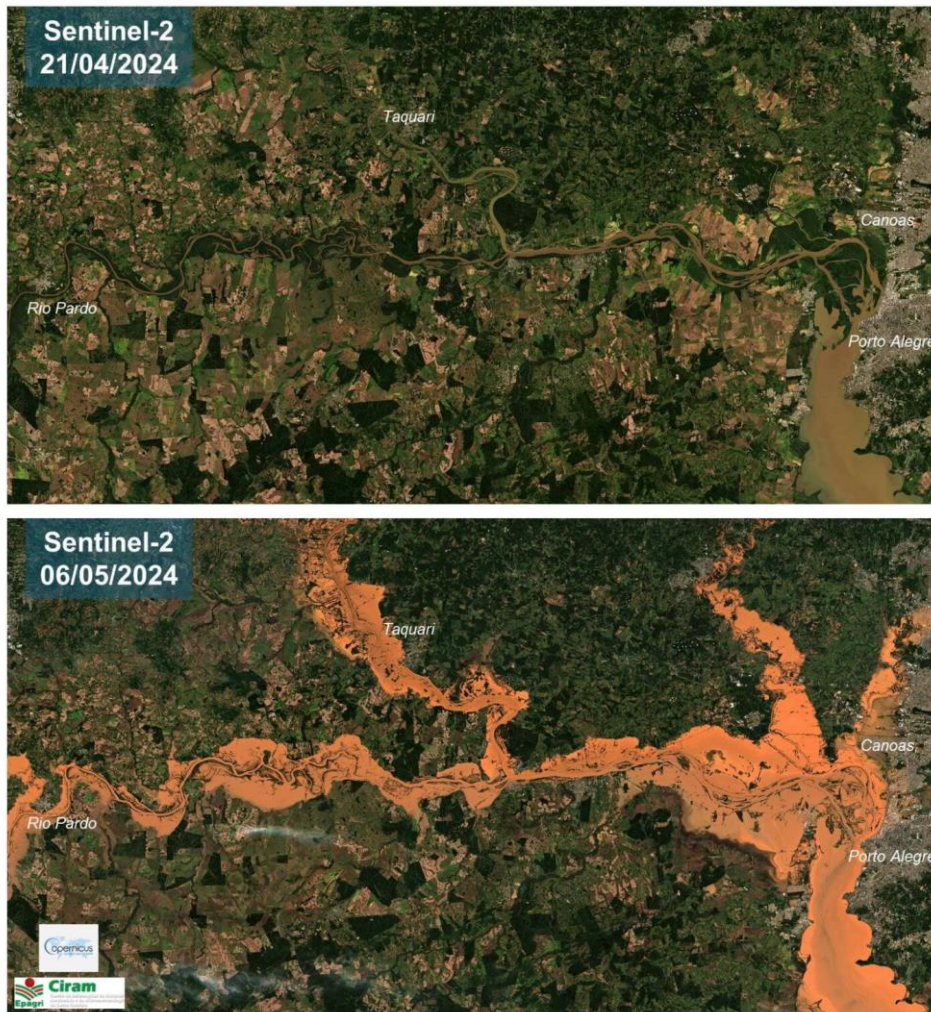 Sentinel-2
21/04/2024
Taquari
Canoas
Rio Pardo
Porto Alegre
Sentinel-2
06/05/2024
Taquari
Canoas
Rio Pardo
Porto Alegre
Copernicus
Ciram
Epagri